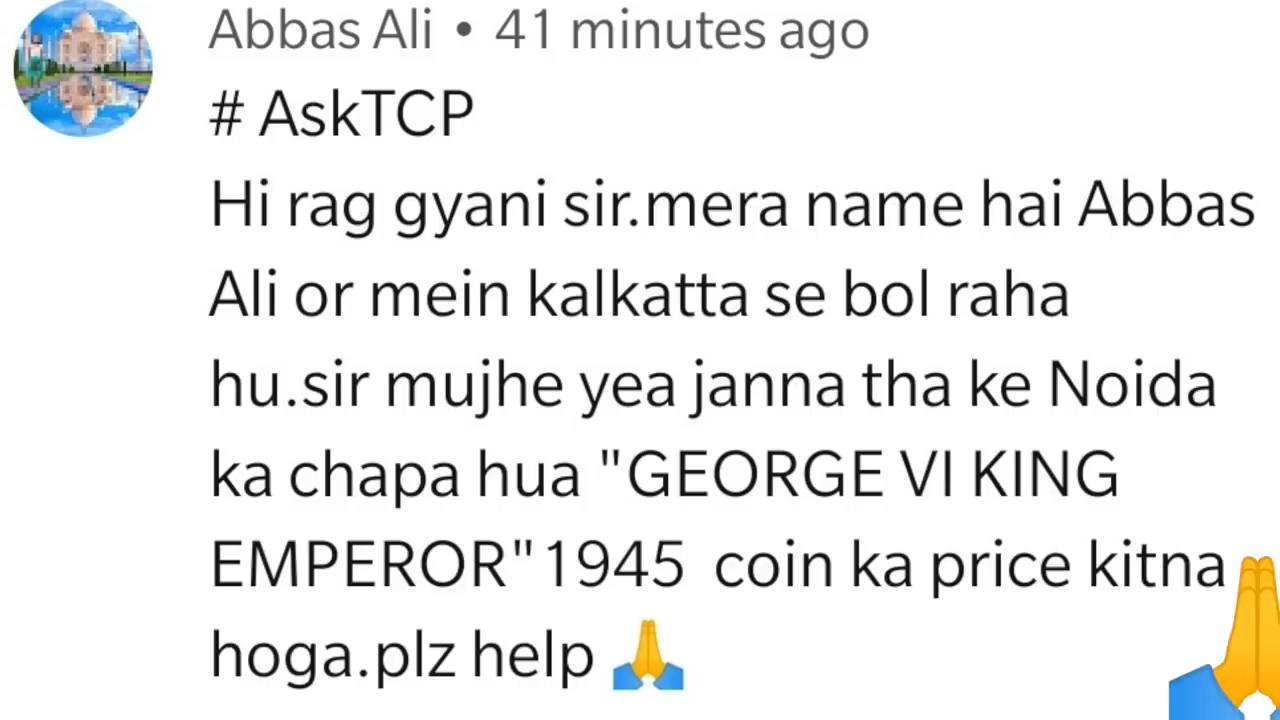 Abbas Ali • 41 minutes ago
# AskTCP
Hi rag gyani sir.mera name hai Abbas
Ali or mein kalkatta se bol raha
hu.sir mujhe yea janna tha ke Noida
ka chapa hua "GEORGE VI KING
EMPEROR"1945 coin ka price kitna
hoga.plz help 🙏